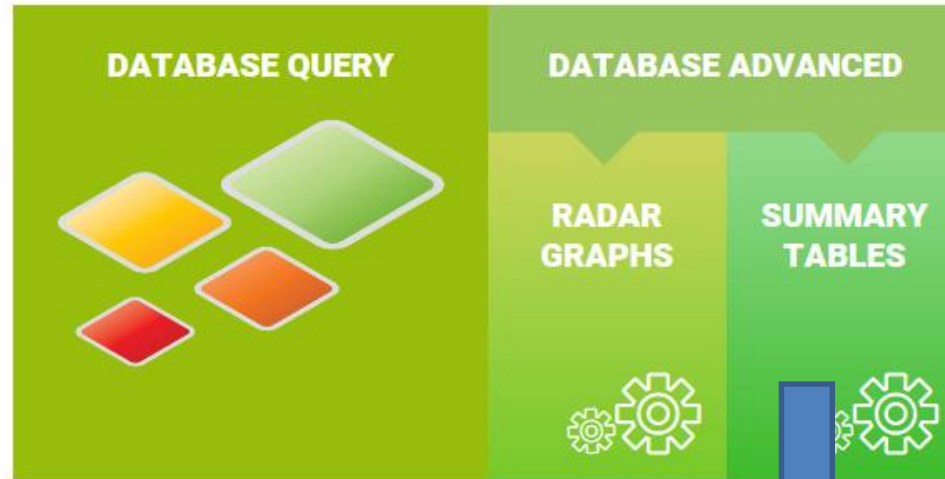 DATABASE QUERY
DATABASE ADVANCED
RADAR
GRAPHS
SUMMARY
TABLES